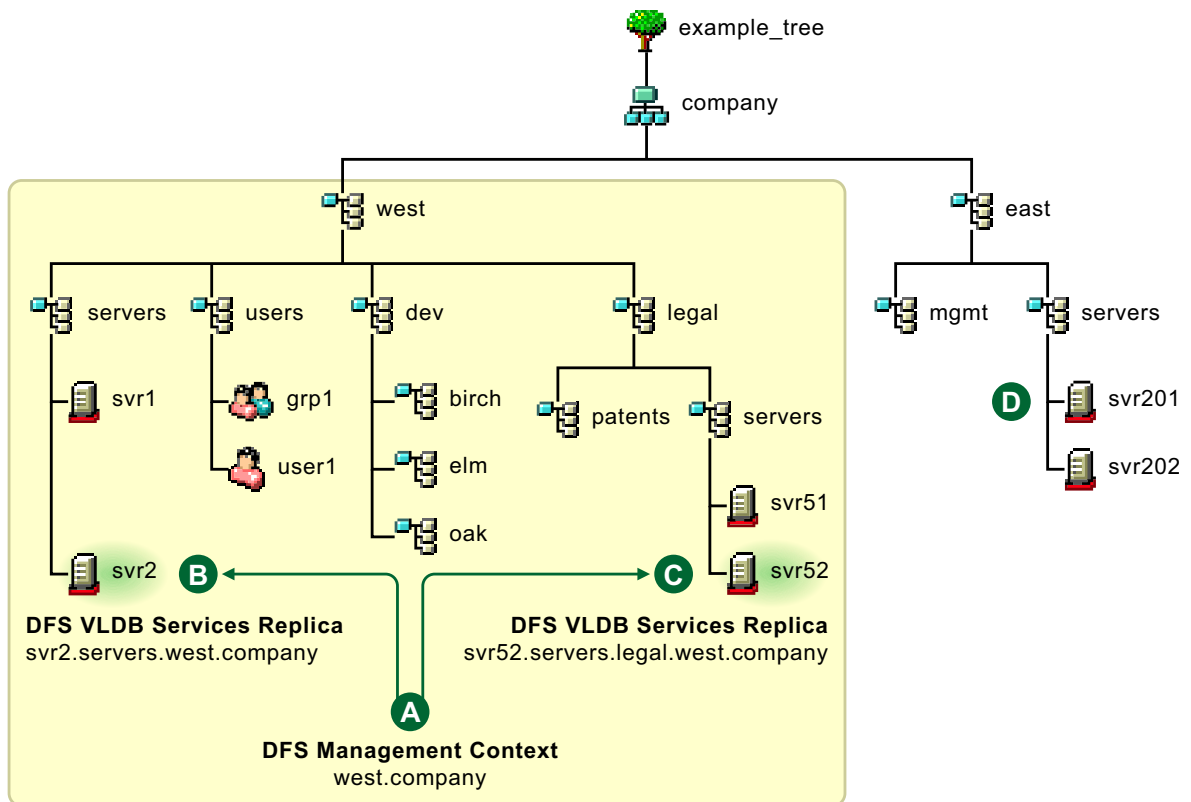 example_tree
company
west
east
servers
users
dev
legal
mgmt
servers
svr1
grp1
birch
patents
servers
D
svr201
user1
elm
svr202
svr51
oak
svr2
B
C
svr52
DFS VLDB Services Replica
svr2.servers.west.company
DFS VLDB Services Replica
svr52.servers.legal.west.company
A
DFS Management Context
west.company